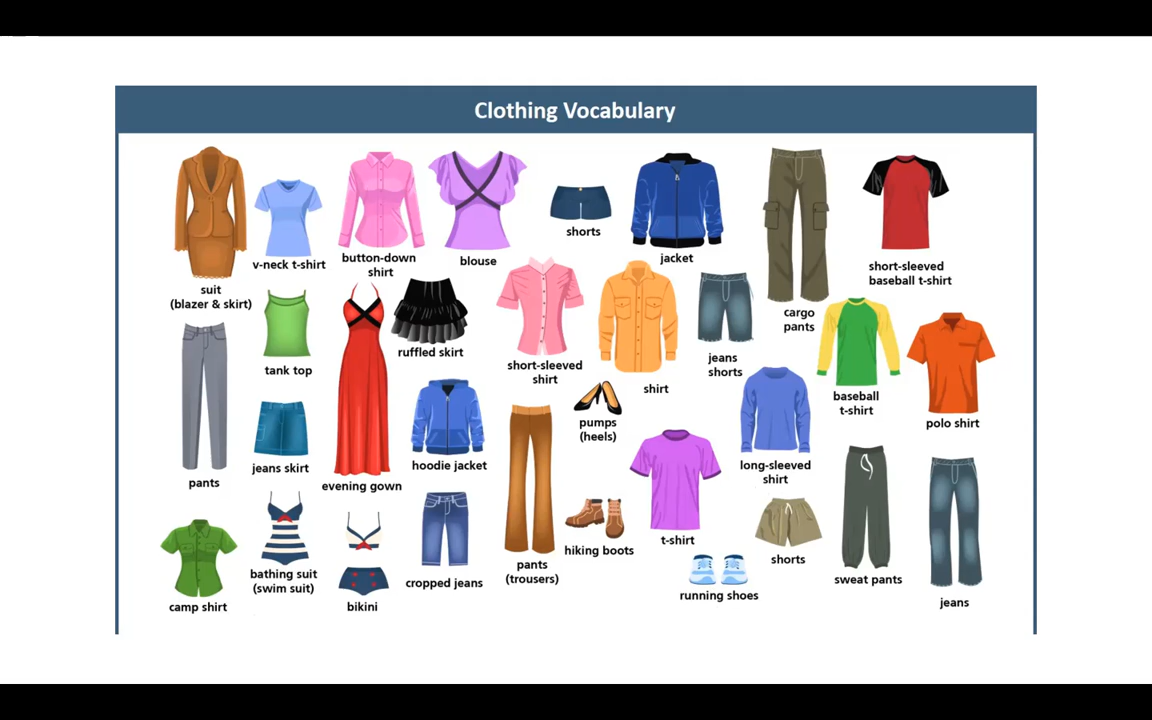 Clothing Vocabulary
suit
(blazer & skirt)
v-neck t-shirt
button-down
shirt
blouse
shorts
jacket
cargo
pants
short-sleeved
baseball t-shirt
pants
tank top
jeans skirt
evening gown
ruffled skirt
hoodie jacket
short-sleeved
shirt
pumps
(heels)
shirt
jeans
shorts
baseball
t-shirt
polo shirt
long-sleeved
shirt
camp shirt
bathing suit
(swim suit)
bikini
cropped jeans
pants
(trousers)
hiking boots
t-shirt
running shoes
shorts
sweat pants
jeans